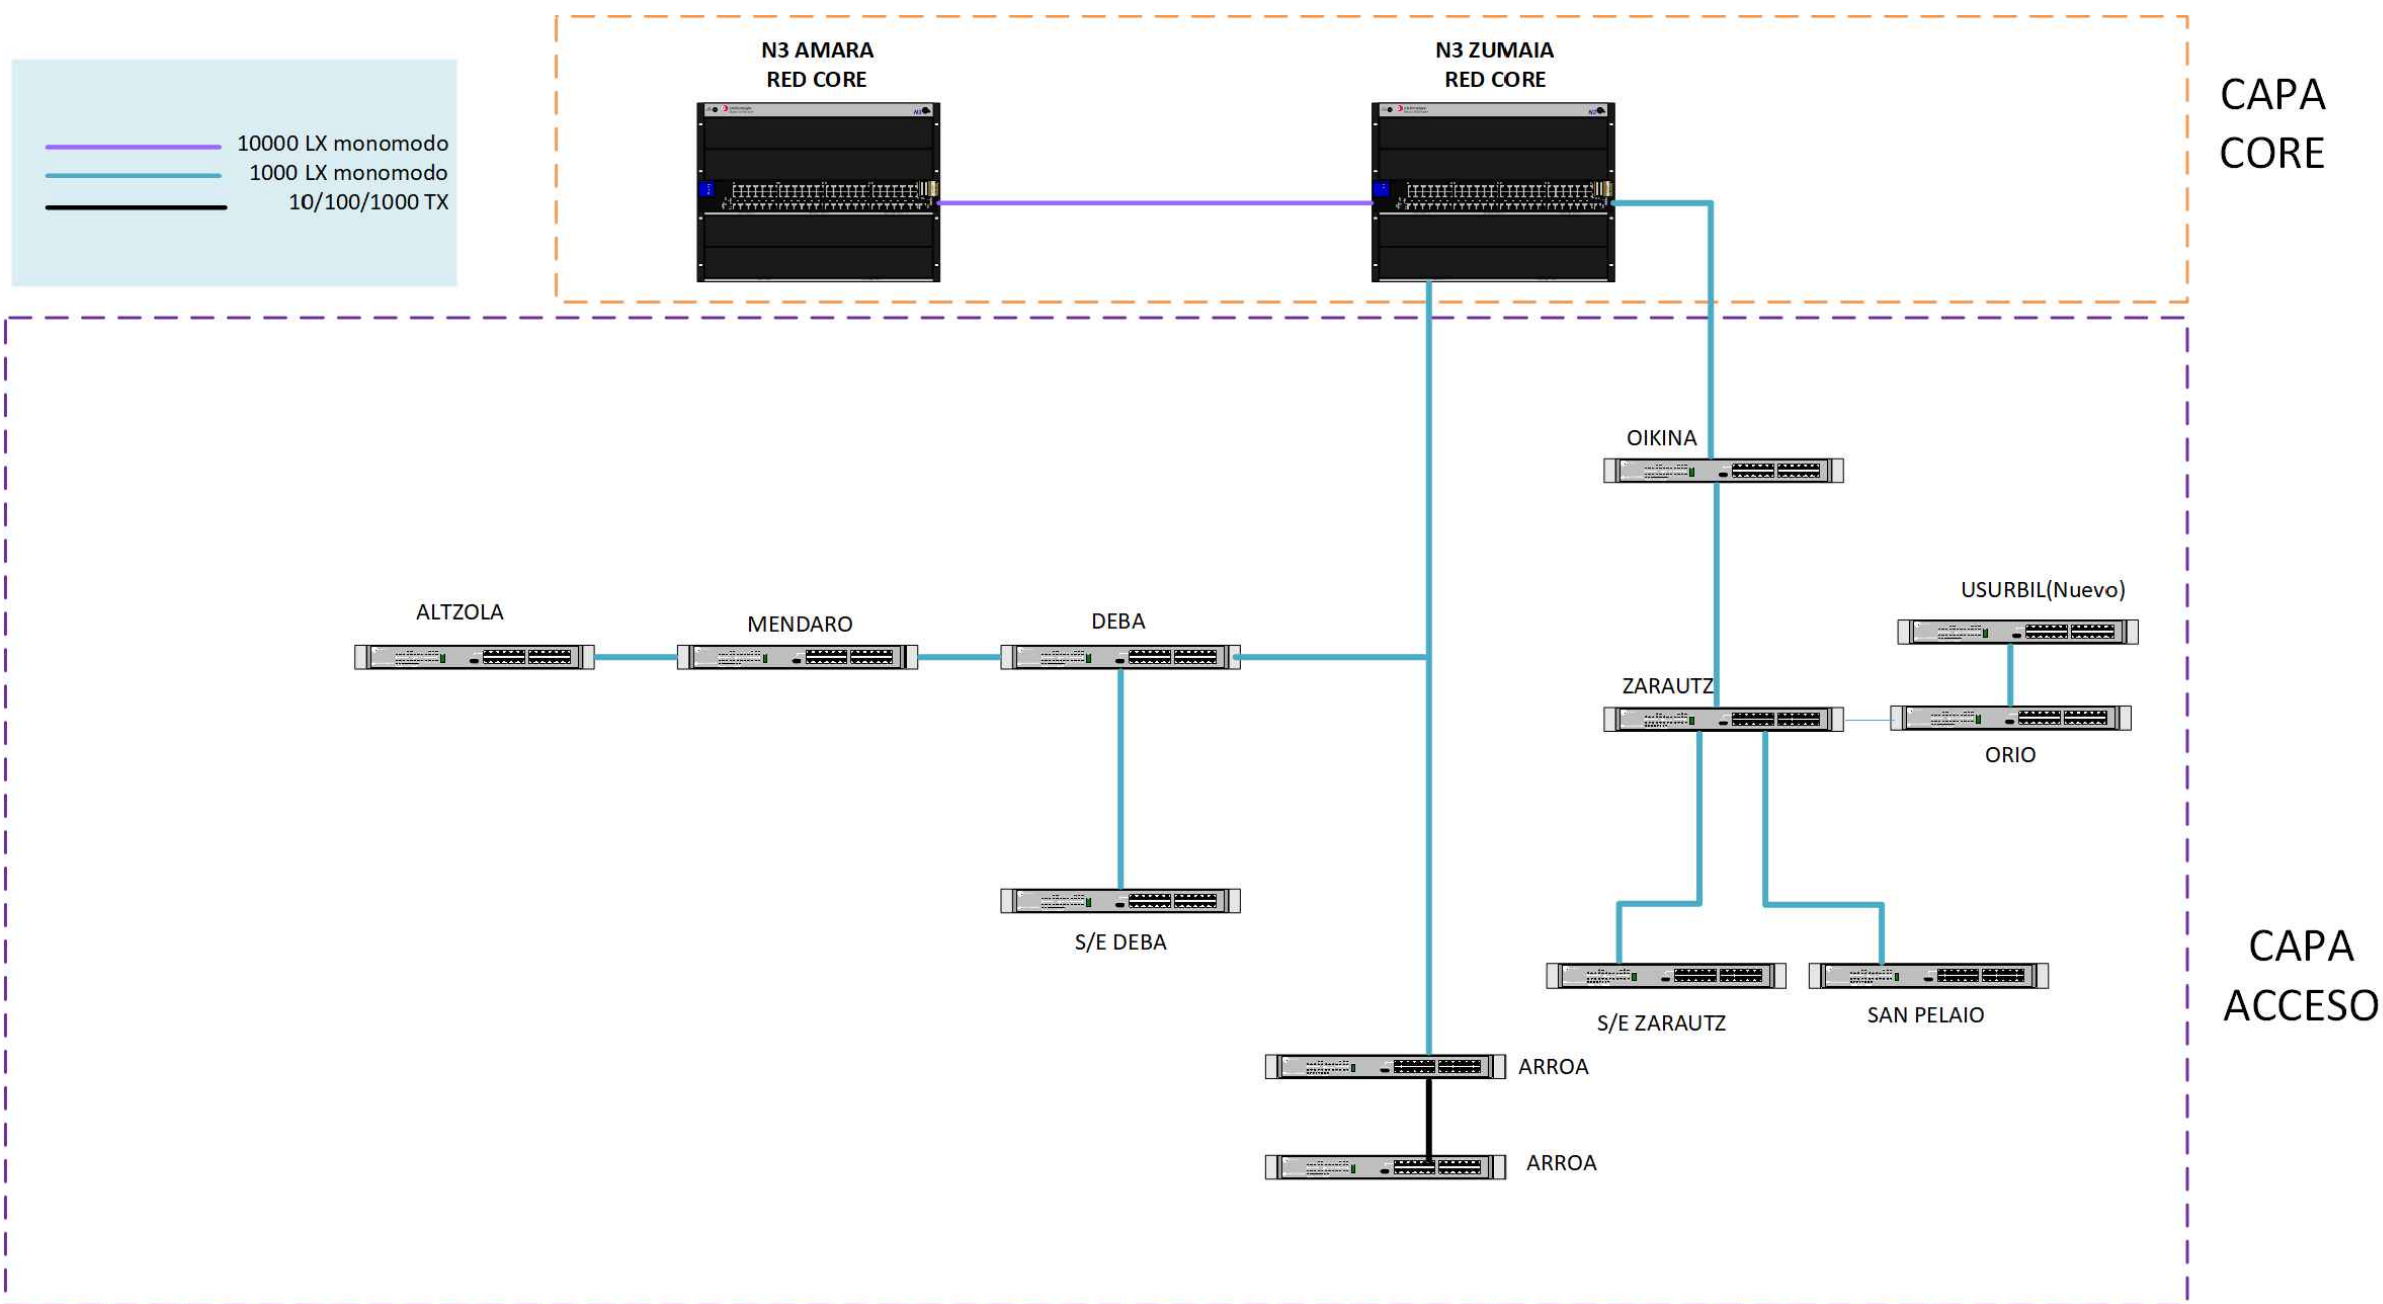 N3 AMARA
RED CORE
N3 ZUMAIA
RED CORE
CAPA
CORE
10000 LX monomodo
1000 LX monomodo
10/100/1000 TX
OIKINA
USURBIL(Nuevo)
ALTZOLA
MENDARO
DEBA
ZARAUTZ
ORIO
S/E DEBA
CAPA
ACCESO
S/E ZARAUTZ
SAN PELAIO
ARROA
ARROA